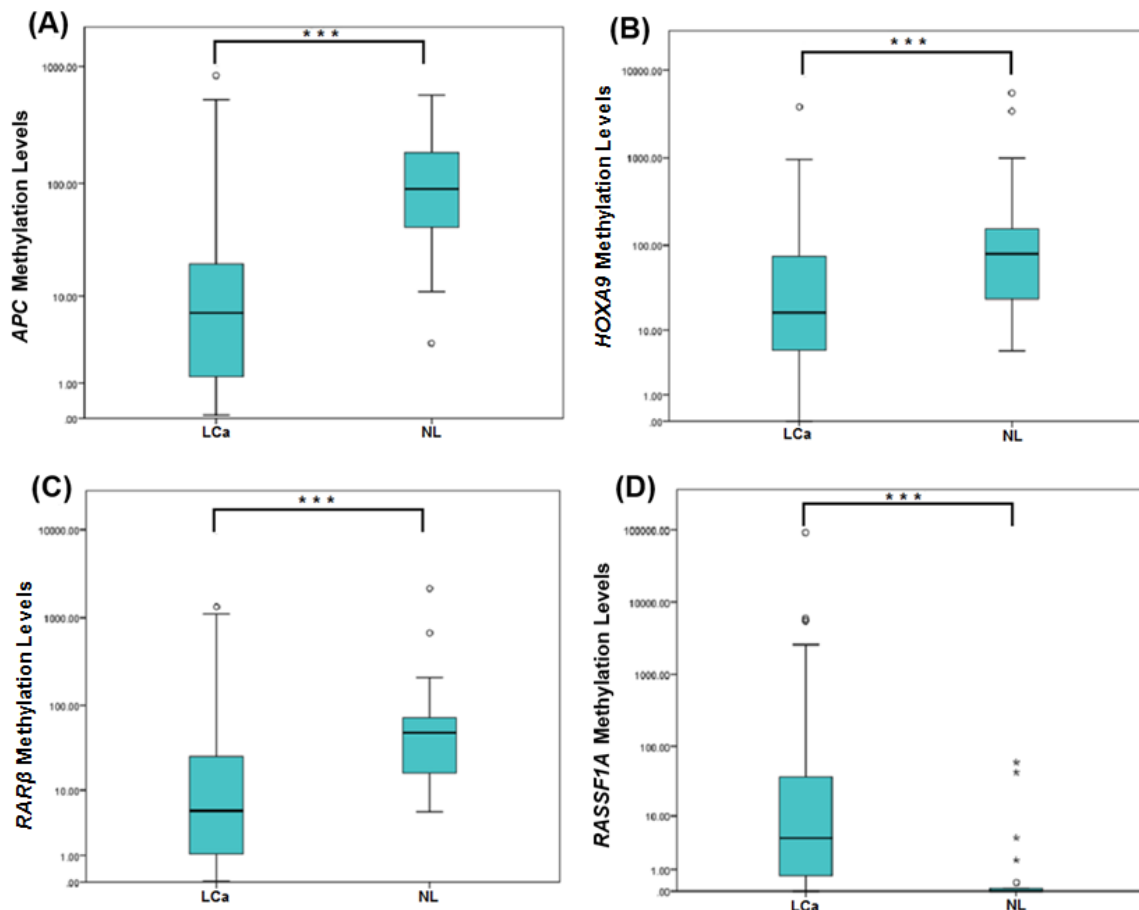 (A)
* * *
APC Methylation Levels
1000.00
100.00
10.00
1.00
.00
LCa NL
(B)
* * *
HOXA9 Methylation Levels
10000.00
1000.00
100.00
10.00
1.00
.00
LCa NL
(C)
* * *
RARβ Methylation Levels
10000.00
1000.00
100.00
10.00
1.00
.00
LCa NL
(D)
* * *
RASSF1A Methylation Levels
100000.00
10000.00
1000.00
100.00
10.00
1.00
.00
LCa NL